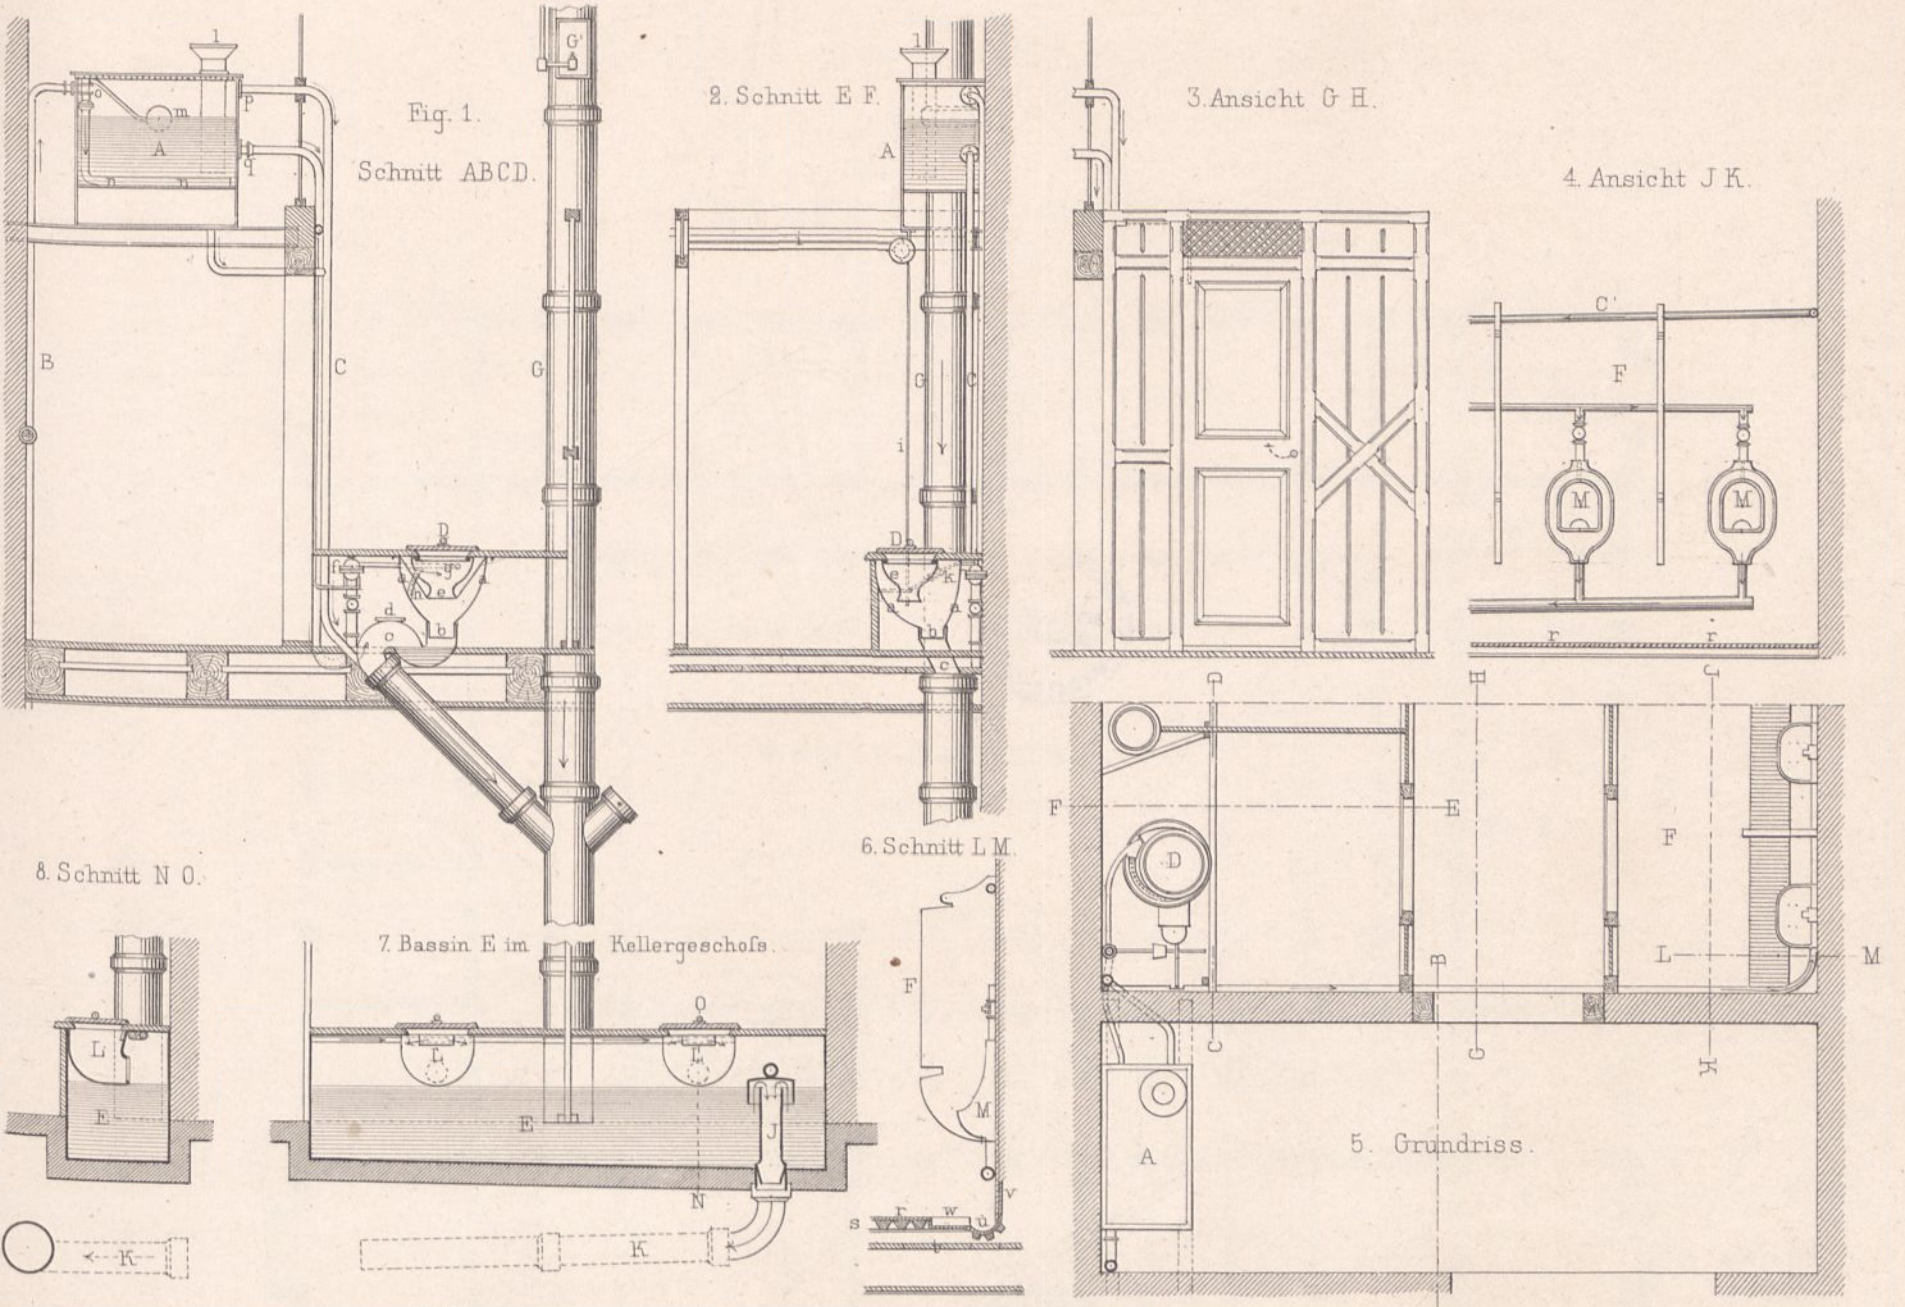 Fig. 1.
Schnitt ABCD.
l
o
m
p
A
q
n n
B
C
G
G'
D
f
g
h
e
a
d
c
b
2. Schnitt E F.
l
A
G
C
i
D
e
k
a a
b
c
3. Ansicht G H.
4. Ansicht J K.
C'
F
M M
r r
D H J
F E
D
F
B
L M
C G K
A
5. Grundriss.
6. Schnitt L M.
F
M
v
s r w u
t
7. Bassin E im Kellergeschoſs.
O
L L
E
J
N
K
8. Schnitt N O.
L
E
K